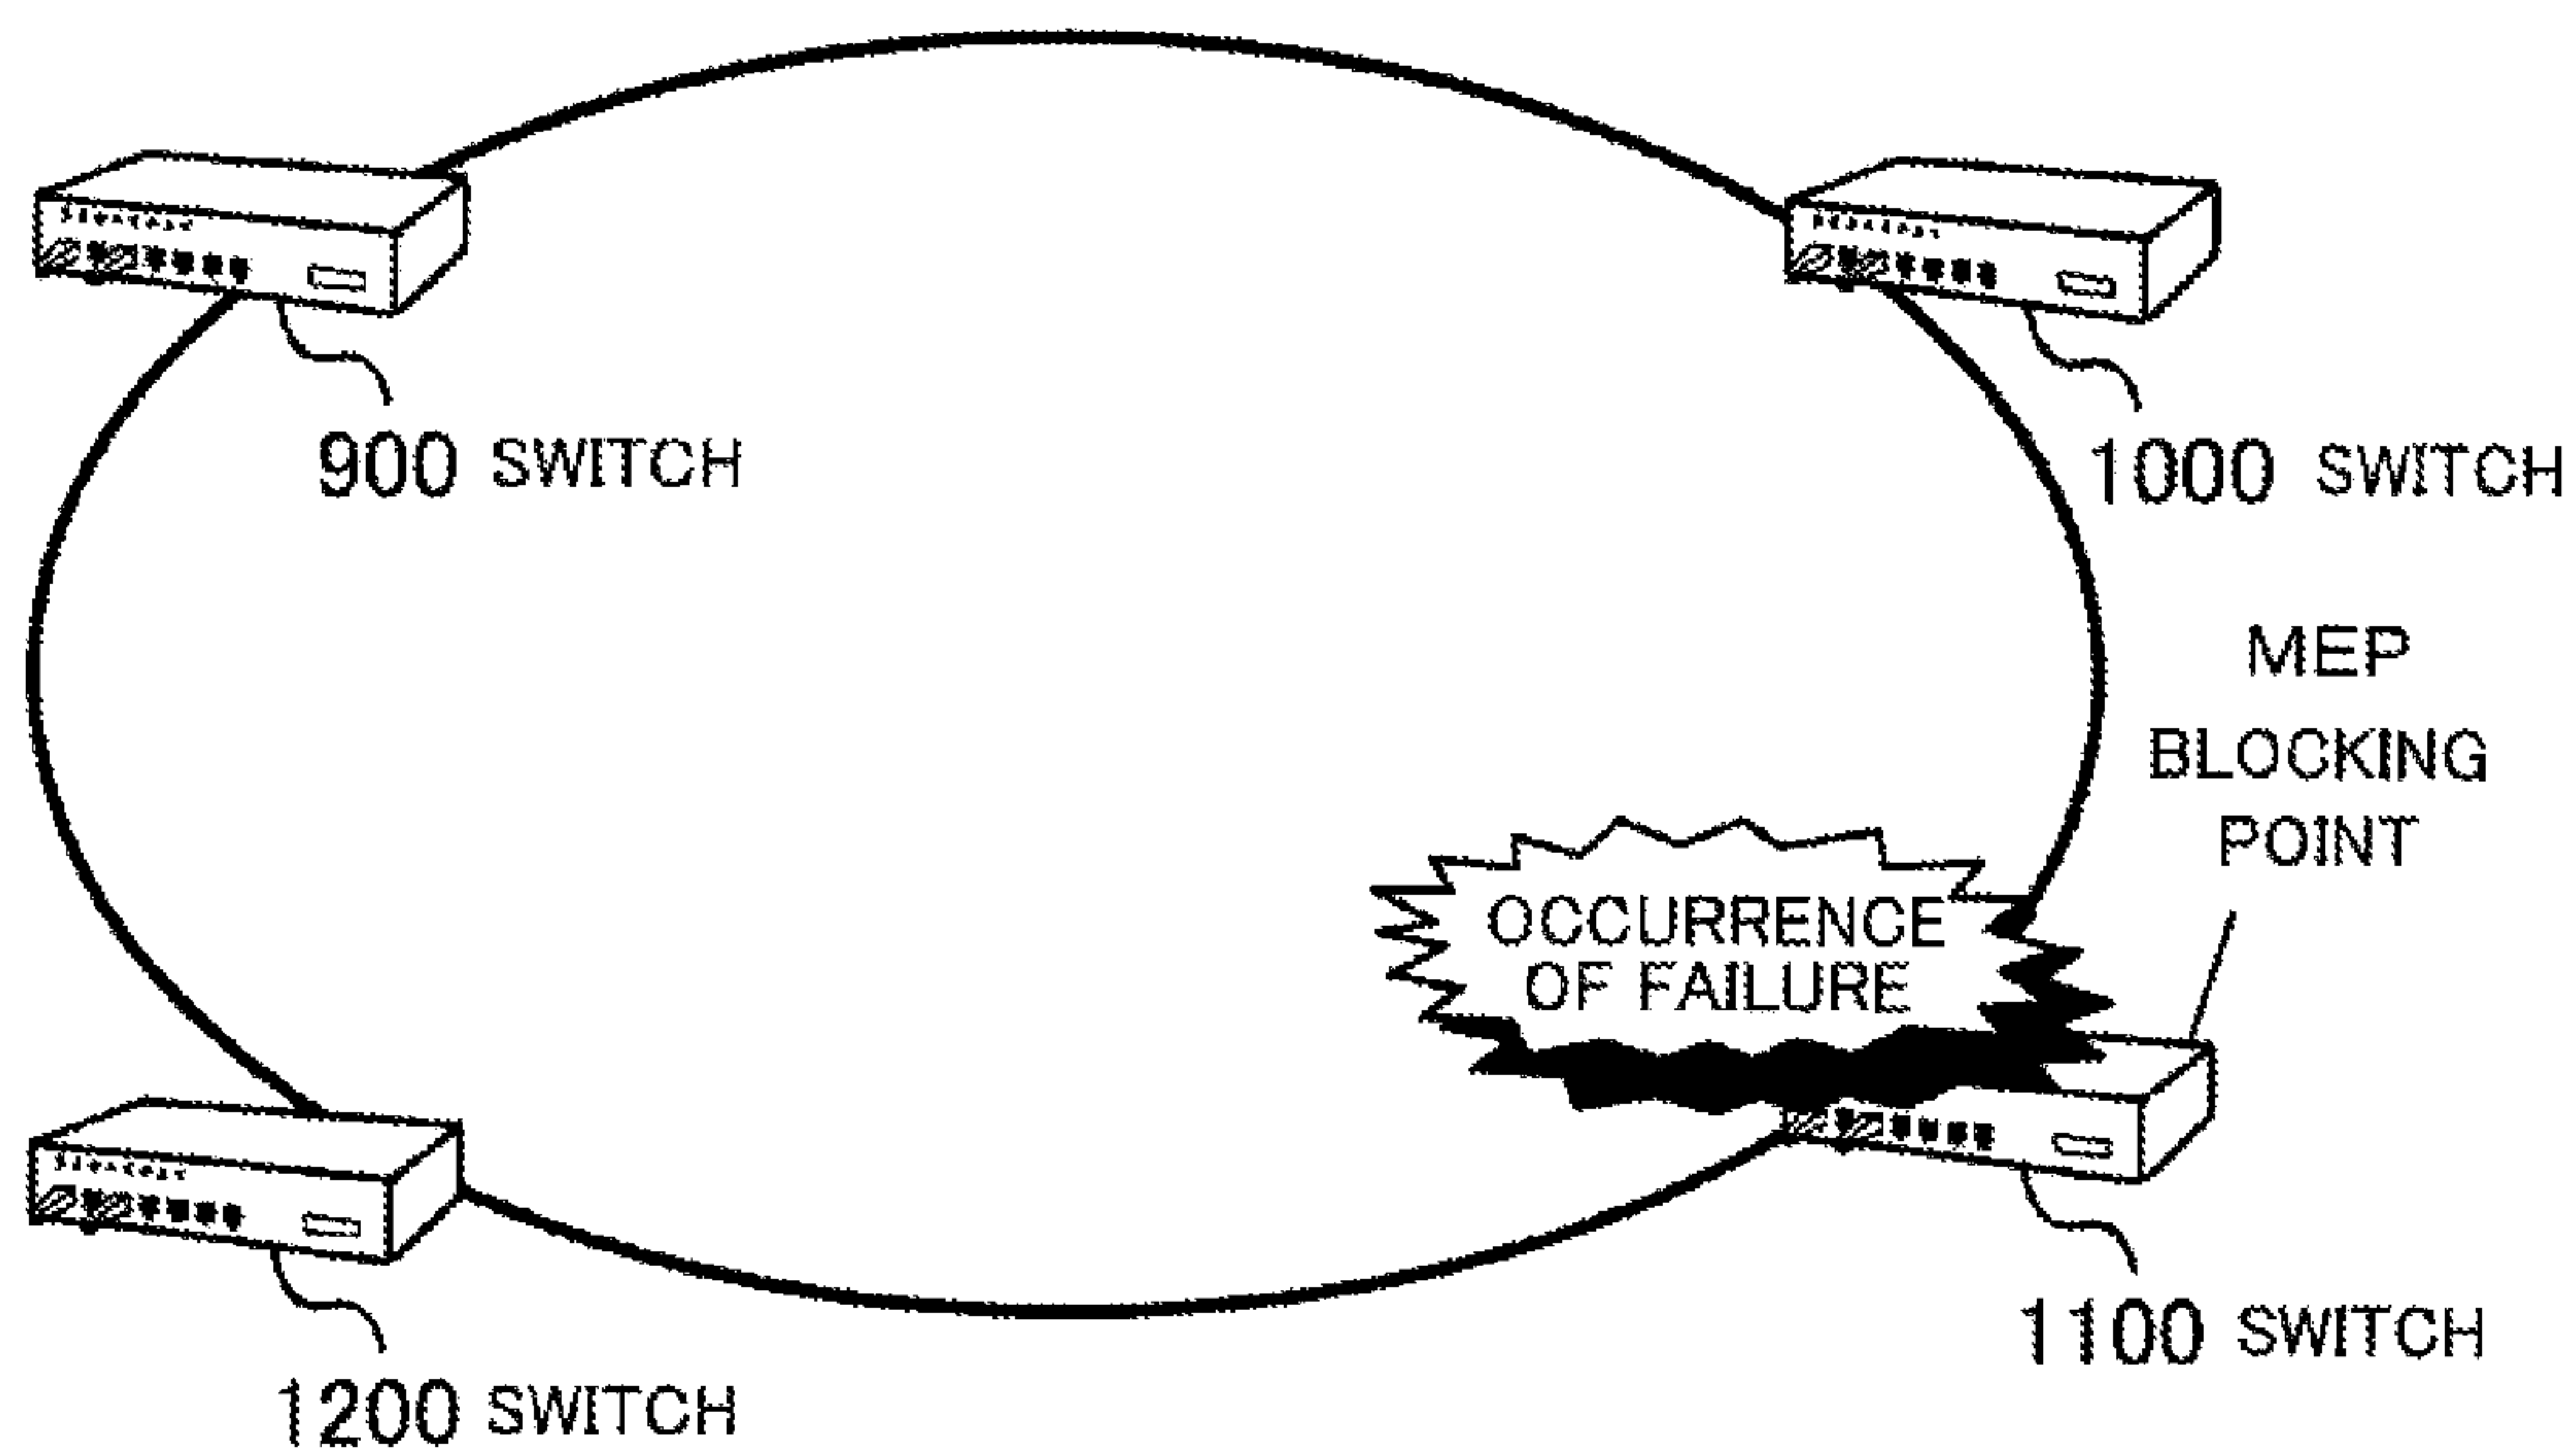 900 SWITCH
1000 SWITCH
MEP
BLOCKING
POINT
OCCURRENCE
OF FAILURE
1100 SWITCH
1200 SWITCH